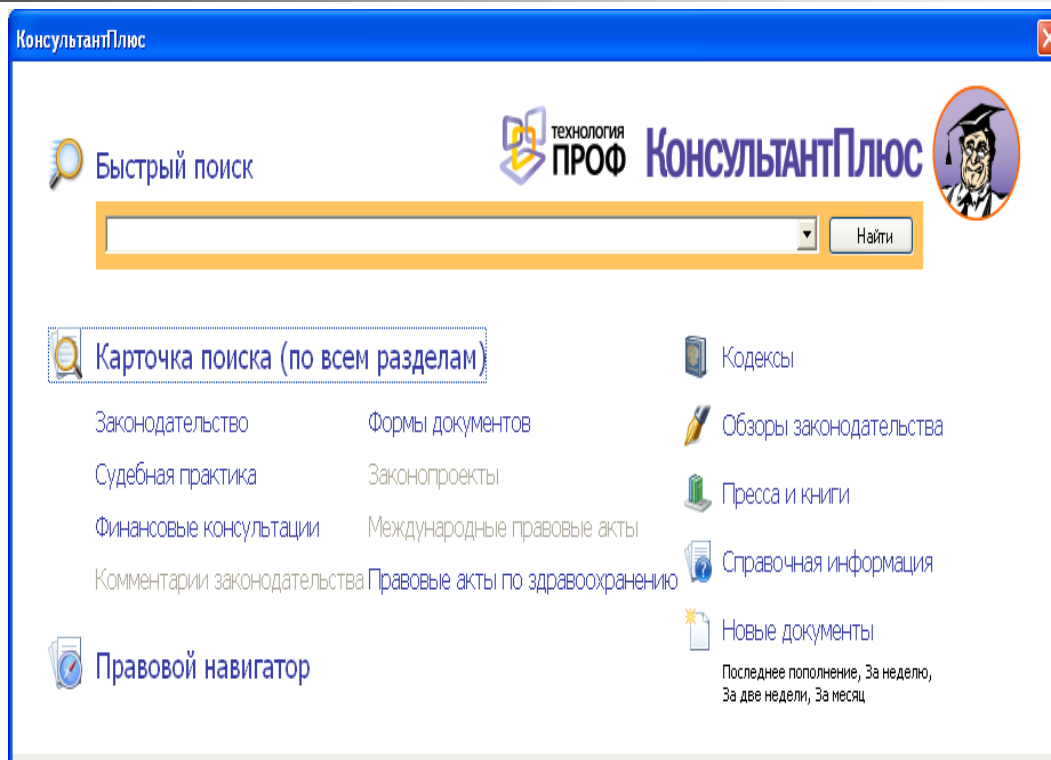 КонсультантПлюс
Быстрый поиск
технология
ПРОФ
КонсультантПлюс
Найти
Карточка поиска (по всем разделам)
Законодательство
Формы документов
Судебная практика
Законопроекты
Финансовые консультации
Международные правовые акты
Комментарии законодательства
Правовые акты по здравоохранению
Правовой навигатор
Кодексы
Обзоры законодательства
Пресса и книги
Справочная информация
Новые документы
Последнее пополнение, За неделю,
За две недели, За месяц